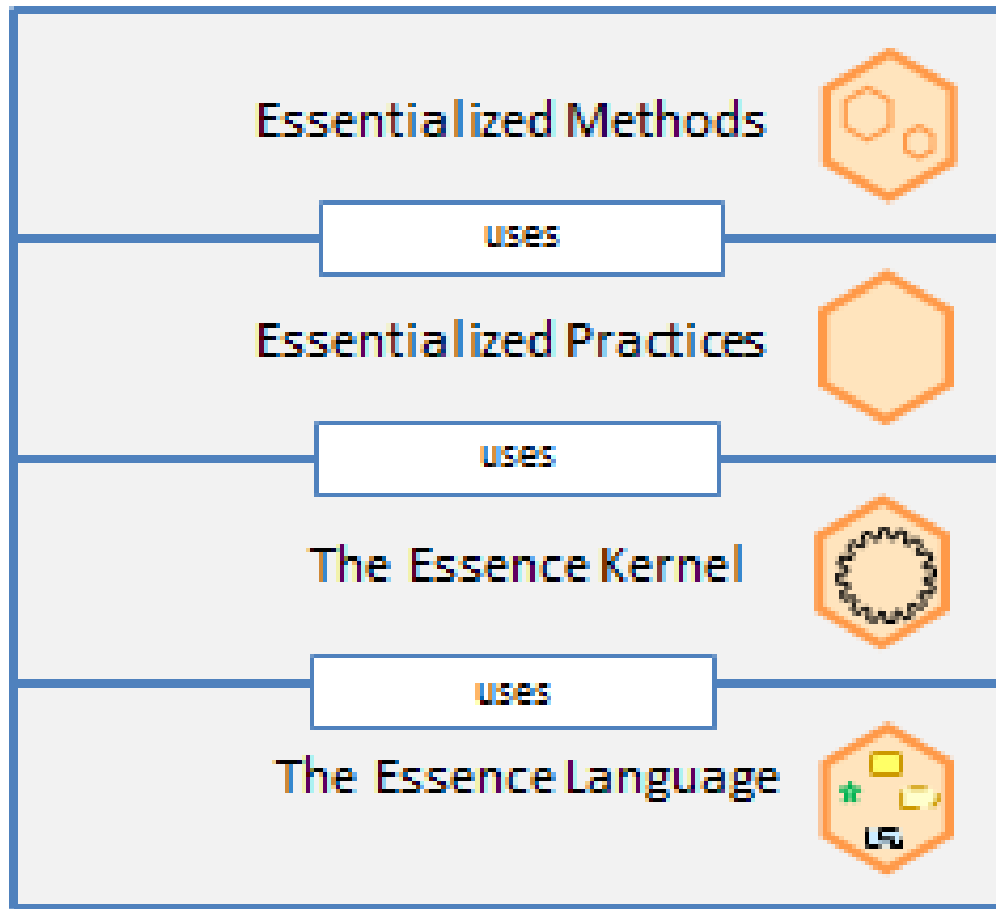 Essentialized Methods
uses
Essentialized Practices
uses
The Essence Kernel
uses
The Essence Language